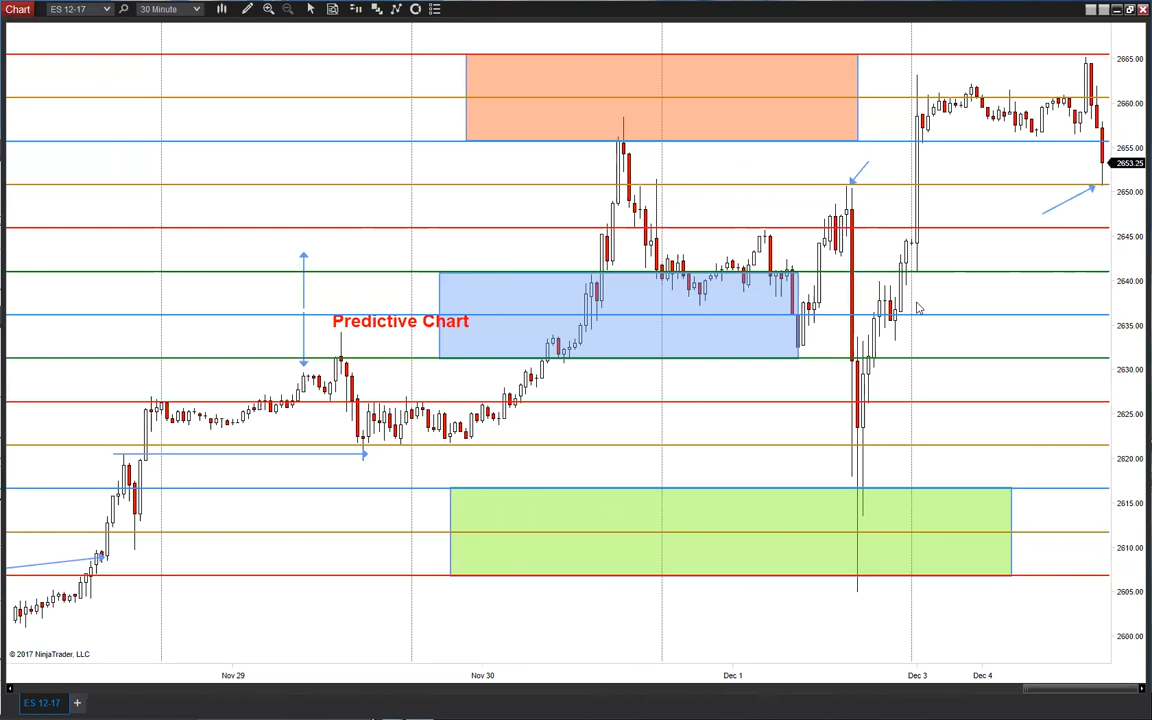 Chart
ES 12-17
30 Minute
2665.00
2660.00
2655.00
2653.25
2650.00
2645.00
2640.00
Predictive Chart
2635.00
2630.00
2625.00
2620.00
2615.00
2610.00
2605.00
2600.00
© 2017 NinjaTrader, LLC
Nov 29
Nov 30
Dec 1
Dec 3
Dec 4
ES 12-17